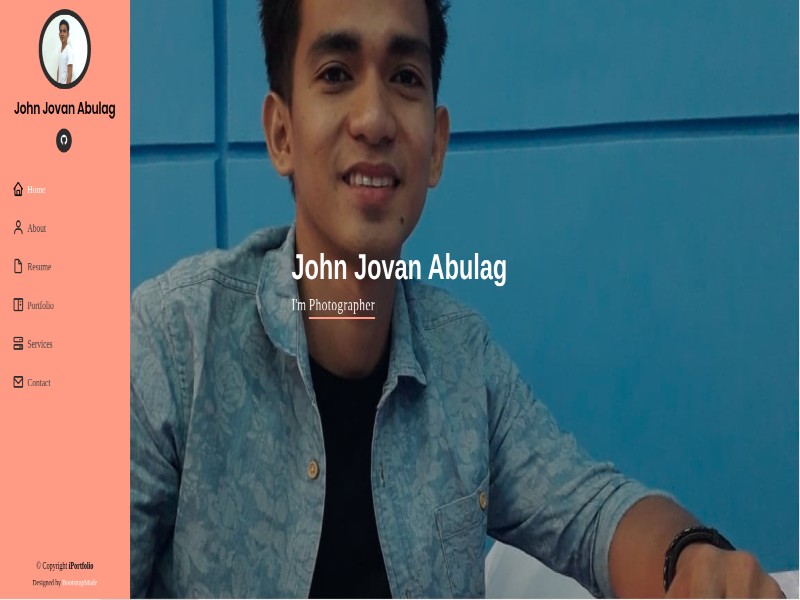 John Jovan Abulag
Home
About
Resume
Portfolio
Services
Contact
© Copyright iPortfolio
Designed by BootstrapMade
John Jovan Abulag
I'm Photographer